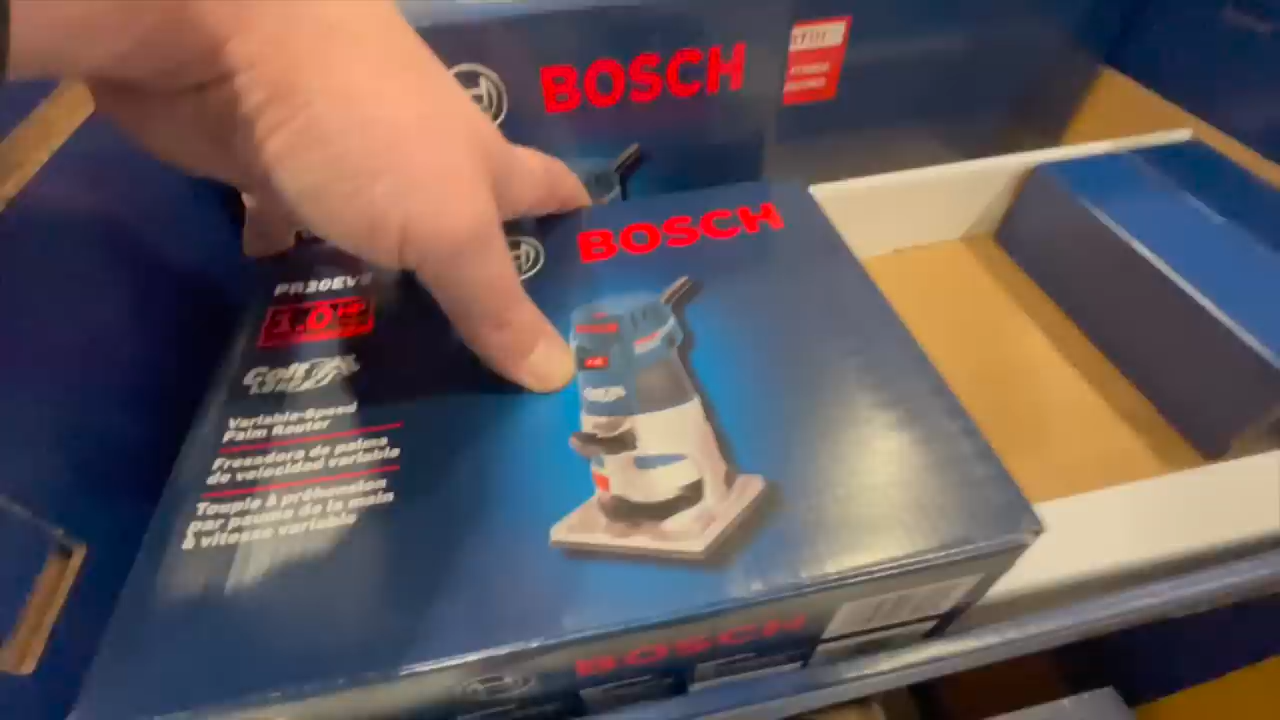 BOSCH
BOSCH
PR20EVS
1.0 HP
Colt
Variable-Speed
Palm Router
Fresadora de palma
de velocidad variable
Toupie à préhension
par paume de la main
à vitesse variable
BOSCH